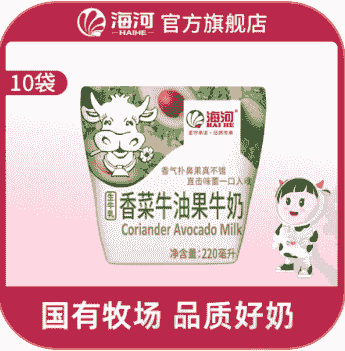 海河 官方旗舰店
HAIHE
10袋
海河
HAI HE
香气扑鼻果真不错
直击味蕾一口入魂
生牛乳
香菜牛油果牛奶
Coriander Avocado Milk
净含量:220毫升
国有牧场 品质好奶